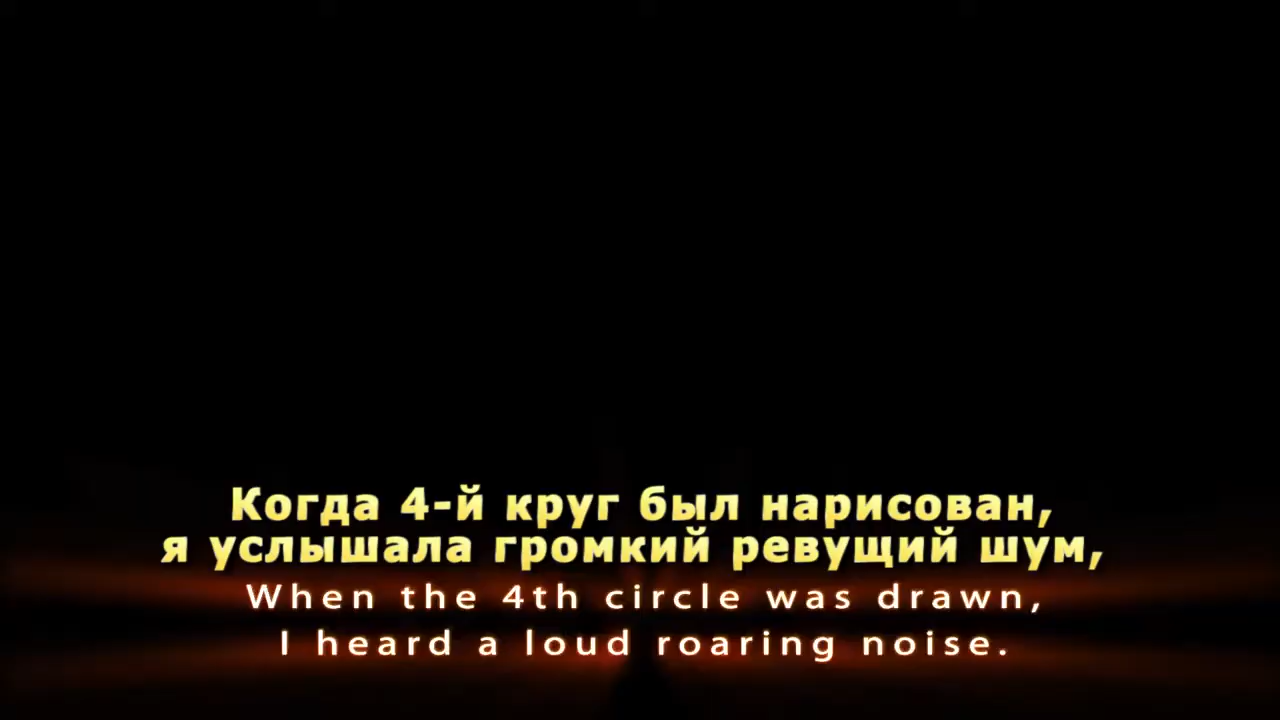 Когда 4-й круг был нарисован,
я услышала громкий ревущий шум,
When the 4th circle was drawn,
I heard a loud roaring noise.